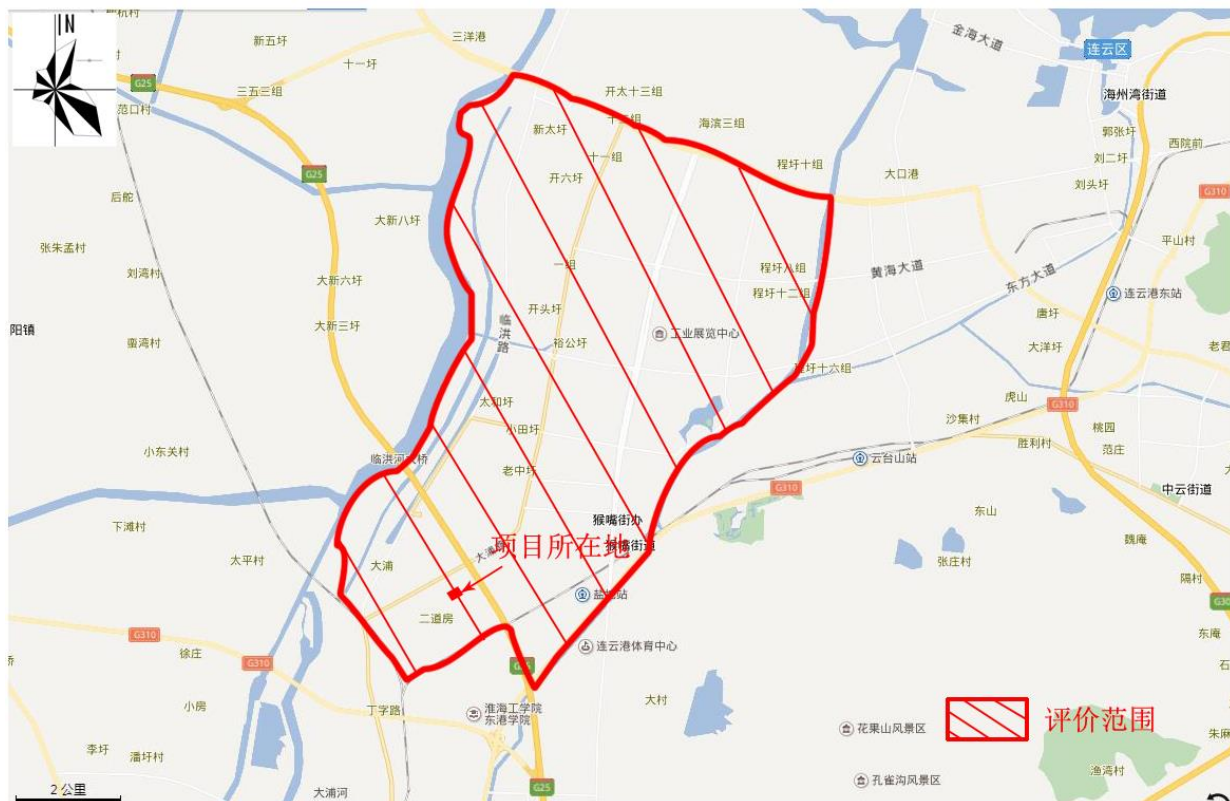 N
杭村
新五圩
三洋港
金海大道
连云区
十一圩
G25
三五三组
开太十三组
海州湾街道
范口村
新太圩
海滨三组
郭张圩
西院前
十一组
程圩十组
刘二圩
G25
开六圩
大口港
刘头圩
G310
后舵
大新八圩
张朱孟村
一组
程圩八组
黄海大道
平山村
刘湾村
大新六圩
程圩十二组
东方大道
连云港东站
开头圩
临洪路
唐圩
阳镇
大新三圩
工业展览中心
蛮湾村
裕公圩
大洋圩
老君
程圩十六组
太和圩
虎山
G310
沙集村
小田圩
桃园
小东关村
临洪河大桥
胜利村
范庄
老中圩
云台山站
G310
中云街道
猴嘴街办
下滩村
东山
猴嘴街道
魏庵
项目所在地
太平村
大浦
张庄村
隔村
盐坨站
二道房
G310
东庵
徐庄
G310
连云港体育中心
G25
小房
丁字路
淮海工学院
东港学院
大村
花果山风景区
评价范围
朱麻
李圩
潘圩村
渔湾村
孔雀沟风景区
2 公里
大浦河
G25